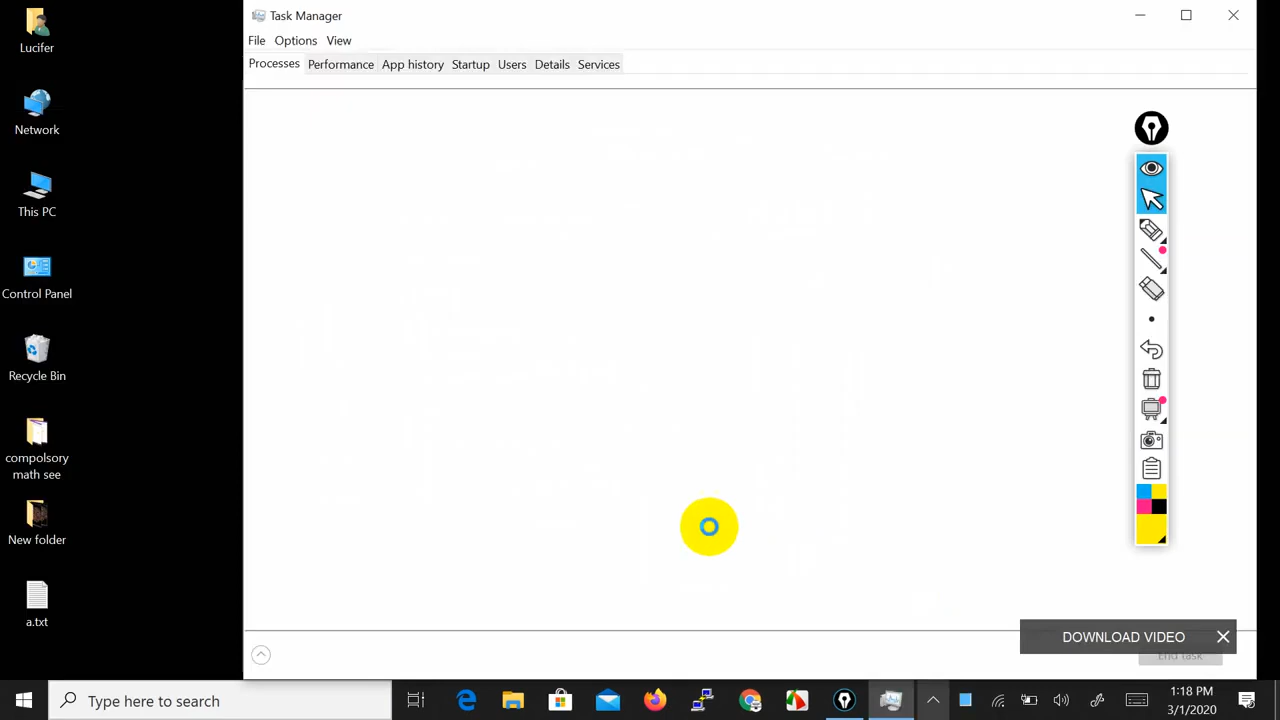 Task Manager
File Options View
Processes Performance App history Startup Users Details Services
Lucifer
Network
This PC
Control Panel
Recycle Bin
compolsory
math see
New folder
a.txt
DOWNLOAD VIDEO
End task
Type here to search
1:18 PM
3/1/2020